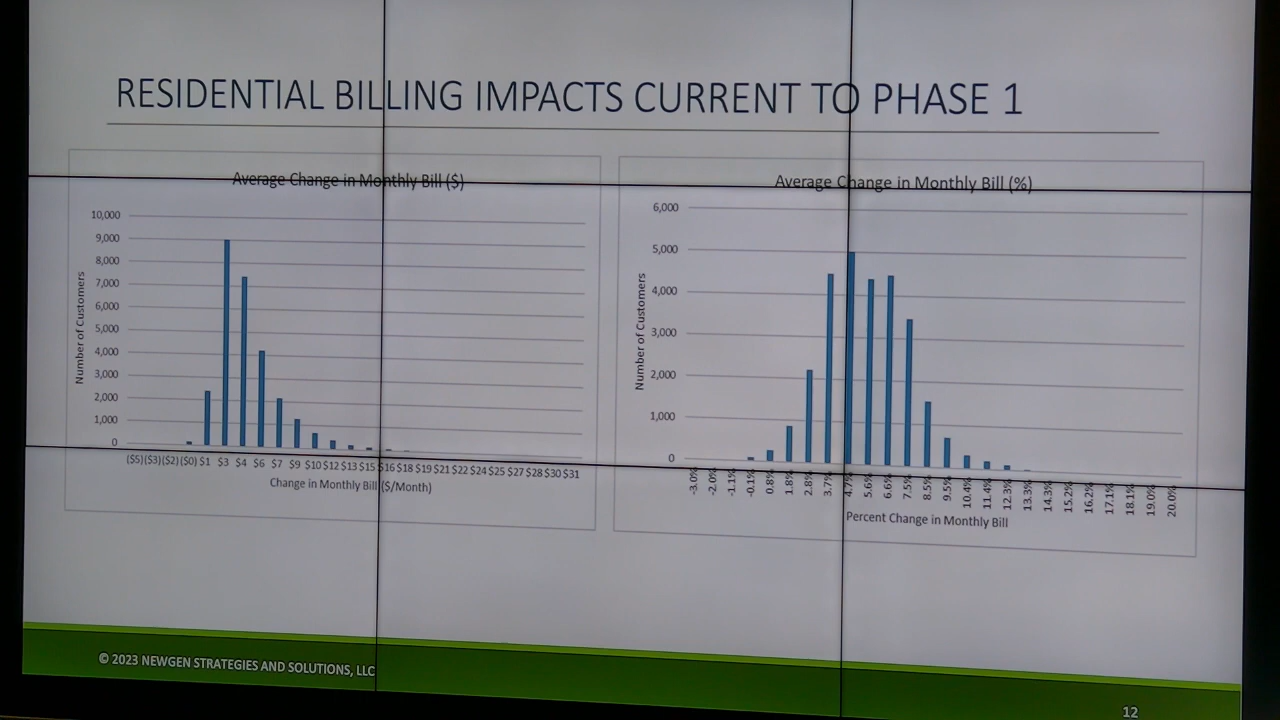 RESIDENTIAL BILLING IMPACTS CURRENT TO PHASE 1
Average Change in Monthly Bill ($)
10,000
9,000
8,000
7,000
6,000
5,000
4,000
3,000
2,000
1,000
0
Number of Customers
($5)($3)($2)($0) $1 $3 $4 $6 $7 $9 $10 $12 $13 $15 $16 $18 $19 $21 $22 $24 $25 $27 $28 $30 $31
Change in Monthly Bill ($/Month)
Average Change in Monthly Bill (%)
6,000
5,000
4,000
3,000
2,000
1,000
0
Number of Customers
-3.0% -2.0% -1.1% -0.1% 0.8% 1.8% 2.8% 3.7% 4.7% 5.6% 6.6% 7.5% 8.5% 9.5% 10.4% 11.4% 12.3% 13.3% 14.3% 15.2% 16.2% 17.1% 18.1% 19.0% 20.0%
Percent Change in Monthly Bill
© 2023 NEWGEN STRATEGIES AND SOLUTIONS, LLC
12